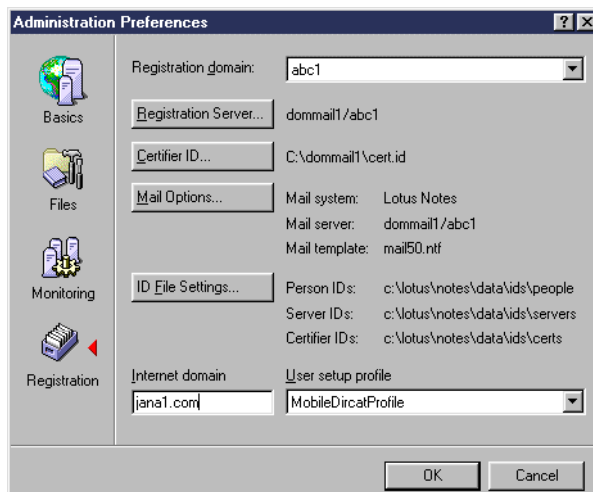 Administration Preferences
Basics
Files
Monitoring
Registration
Registration domain: abc1
Registration Server... dommail1/abc1
Certifier ID... C:\dommail1\cert.id
Mail Options... Mail system: Lotus Notes
Mail server: dommail1/abc1
Mail template: mail50.ntf
ID File Settings... Person IDs: c:\lotus\notes\data\ids\people
Server IDs: c:\lotus\notes\data\ids\servers
Certifier IDs: c:\lotus\notes\data\ids\certs
Internet domain User setup profile
jana1.com MobileDircatProfile
OK Cancel